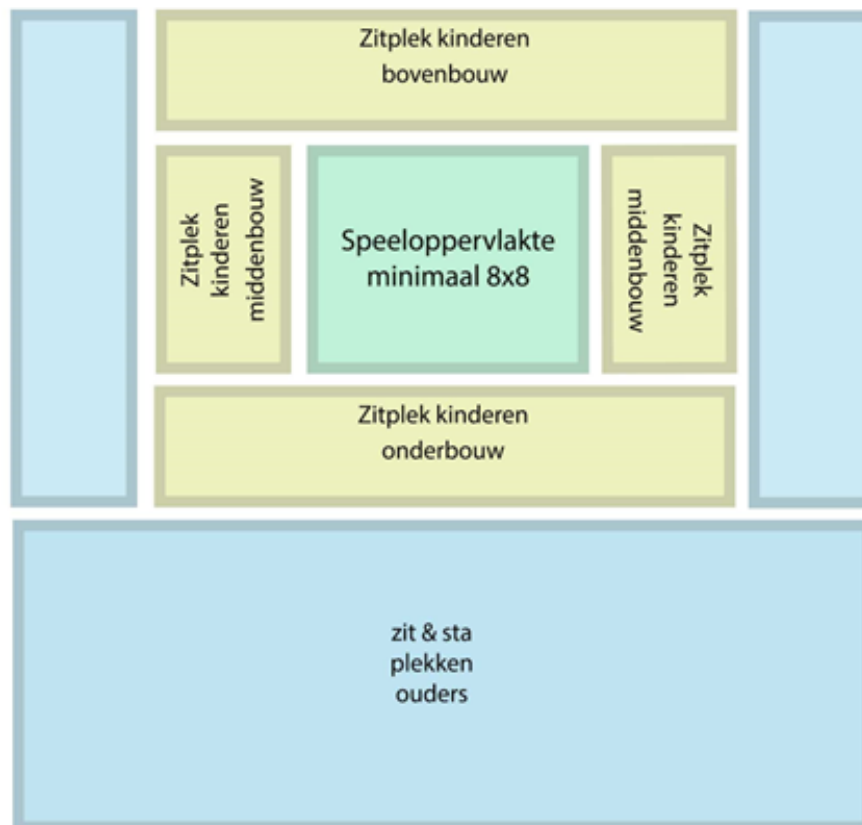 Zitplek kinderen
bovenbouw
Zitplek
kinderen
middenbouw
Speeloppervlakte
minimaal 8x8
Zitplek
kinderen
middenbouw
Zitplek kinderen
onderbouw
zit & sta
plekken
ouders